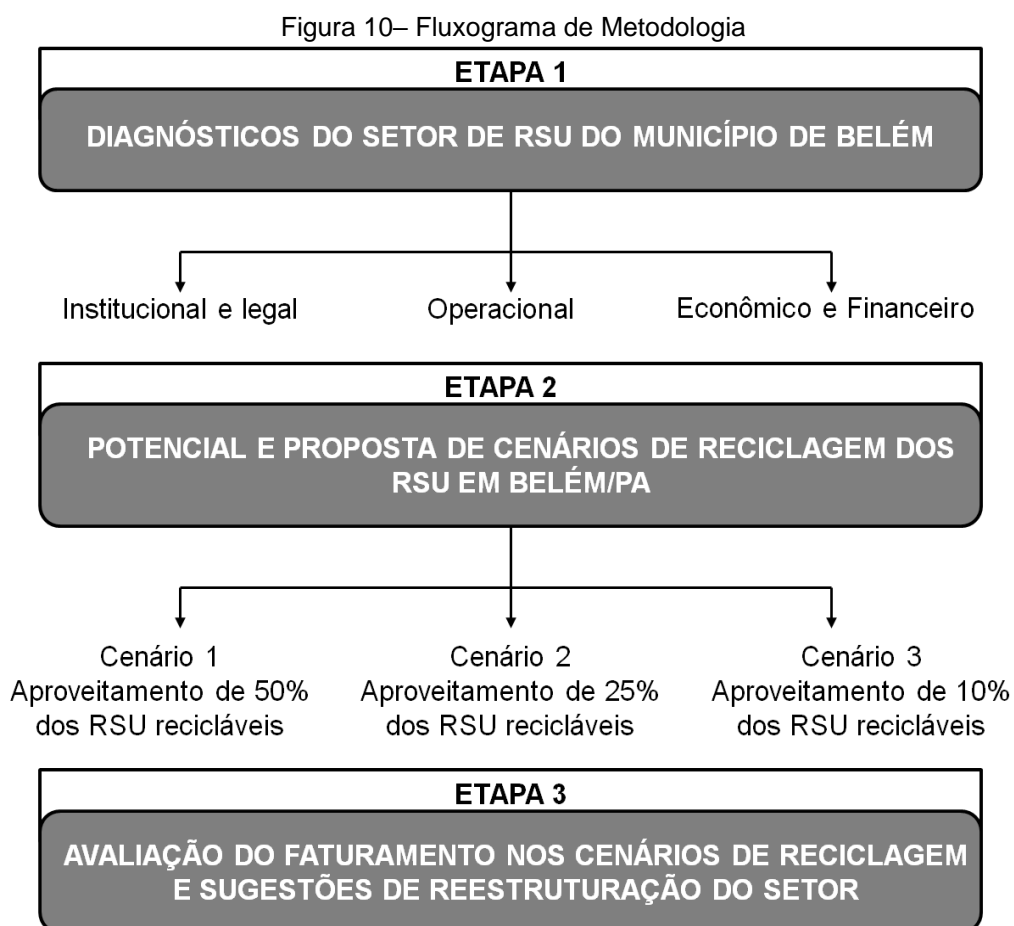 Figura 10– Fluxograma de Metodologia
ETAPA 1
DIAGNÓSTICOS DO SETOR DE RSU DO MUNICÍPIO DE BELÉM
Institucional e legal
Operacional
Econômico e Financeiro
ETAPA 2
POTENCIAL E PROPOSTA DE CENÁRIOS DE RECICLAGEM DOS
RSU EM BELÉM/PA
Cenário 1
Aproveitamento de 50%
dos RSU recicláveis
Cenário 2
Aproveitamento de 25%
dos RSU recicláveis
Cenário 3
Aproveitamento de 10%
dos RSU recicláveis
ETAPA 3
AVALIAÇÃO DO FATURAMENTO NOS CENÁRIOS DE RECICLAGEM
E SUGESTÕES DE REESTRUTURAÇÃO DO SETOR